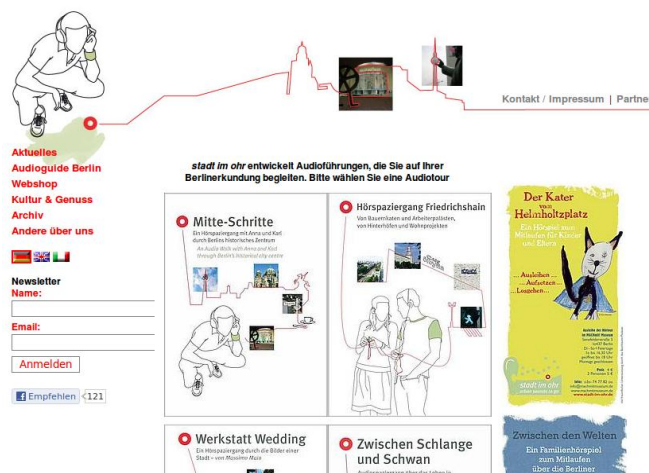 Kontakt / Impressum | Partne
Aktuelles
Audioguide Berlin
Webshop
Kultur & Genuss
Archiv
Andere über uns
Newsletter
Name:
Email:
Anmelden
Empfehlen 121
stadt im ohr entwickelt Audioführungen, die Sie auf Ihrer
Berlinerkundung begleiten. Bitte wählen Sie eine Audiotour
Mitte-Schritte
Ein Hörspaziergang mit Anna und Karl
durch Berlins historisches Zentrum
An Audio Walk with Anna and Karl
through Berlin's historical city centre
Hörspaziergang Friedrichshain
Von Bauernkaten und Arbeiterpalästen,
von Hinterhöfen und Wohnprojekten
Werkstatt Wedding
Ein Hörspaziergang durch die Bilder einer
Stadt – von Massimo Maio
Zwischen Schlange
und Schwan
Der Kater
vom
Helmholtzplatz
Ein Hörspiel zum
Mitlaufen für Kinder
und Eltern
... Ausleihen ...
... Aufsetzen ...
... Losgehen...
stadt im ohr
Zwischen den Welten
Ein Familienhörspiel
zum Mitlaufen
über die Berliner